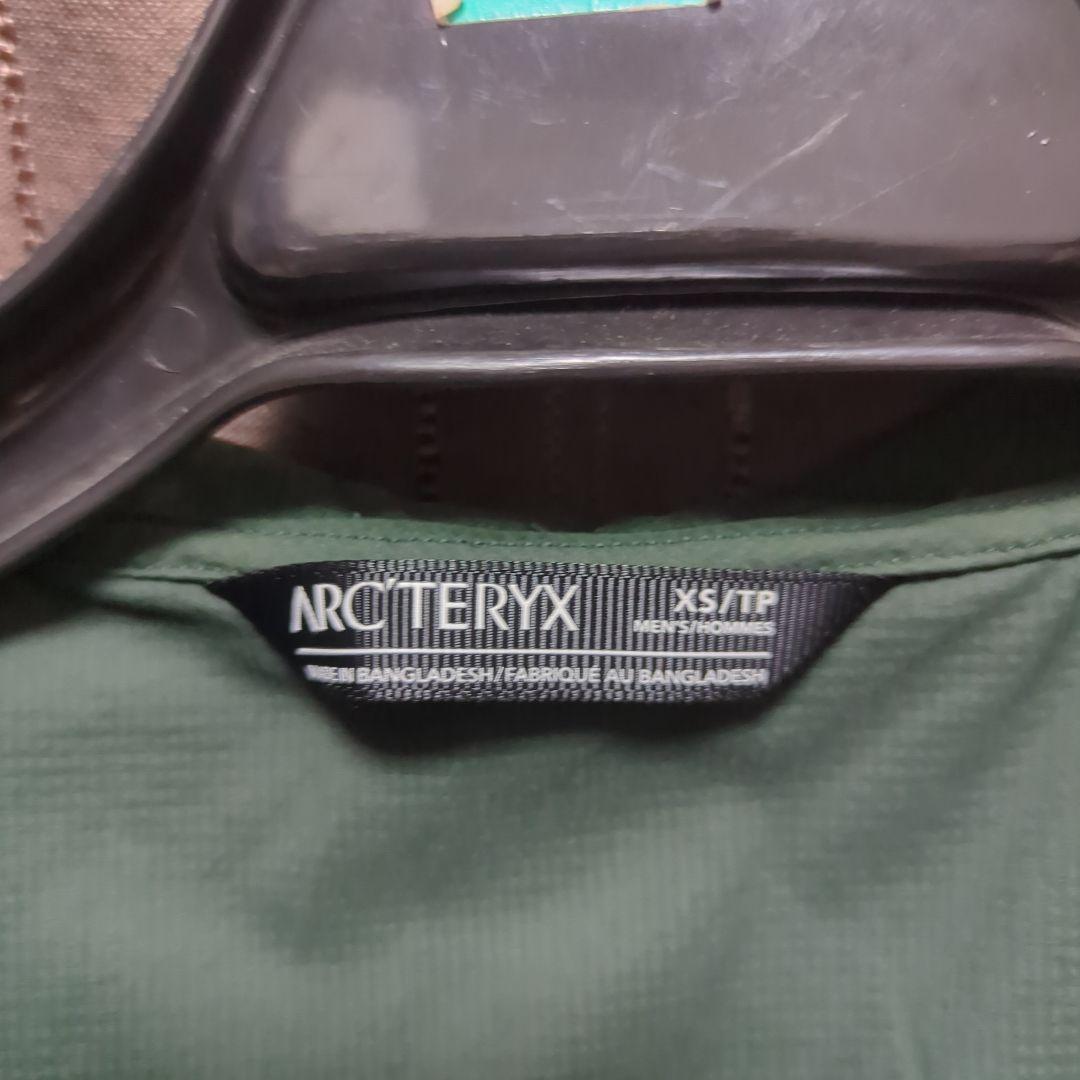 ARC'TERYX XS/TP
MEN'S/HOMMES
MADE IN BANGLADESH/FABRIQUÉ AU BANGLADESH